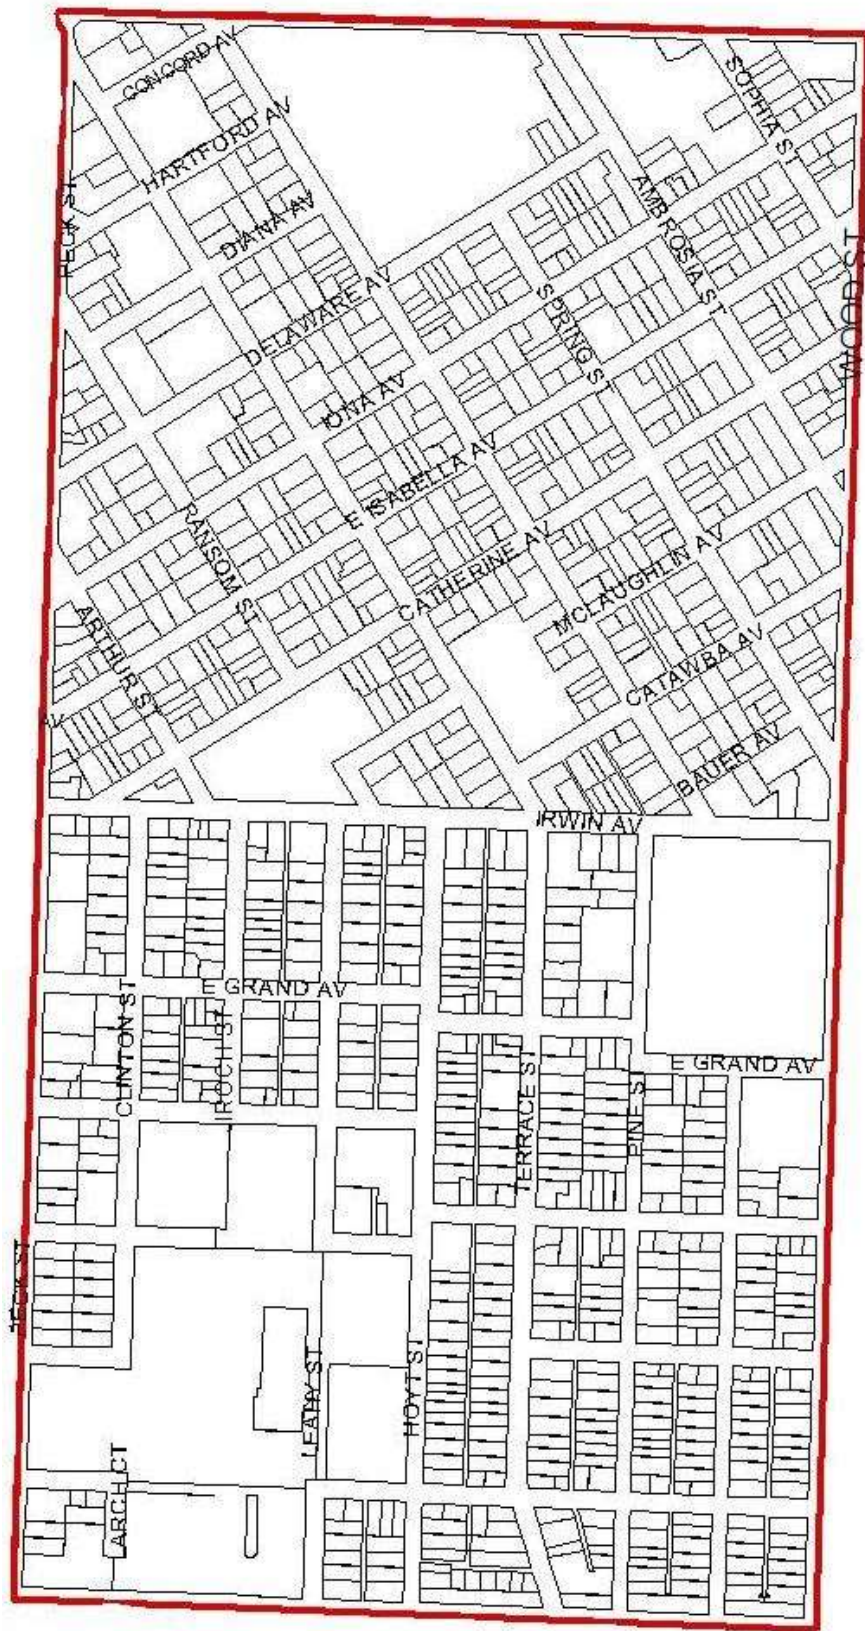 CONCORD AV
SOPHIA ST
HARTFORD AV
PECK ST
AMBROSIA ST
DIANA AV
WOOD ST
DELAWARE AV
SPRING ST
IONA AV
E ISABELLA AV
RANSOM ST
CATHERINE AV
MCLAUGHLIN AV
ARTHUR ST
CATAWBA AV
AV
BAUER AV
IRWIN AV
E GRAND AV
CLINTON ST
E GRAND AV
TERRACE ST
PINE ST
PECK ST
HOYT ST
LEAHY ST
LARCH CT